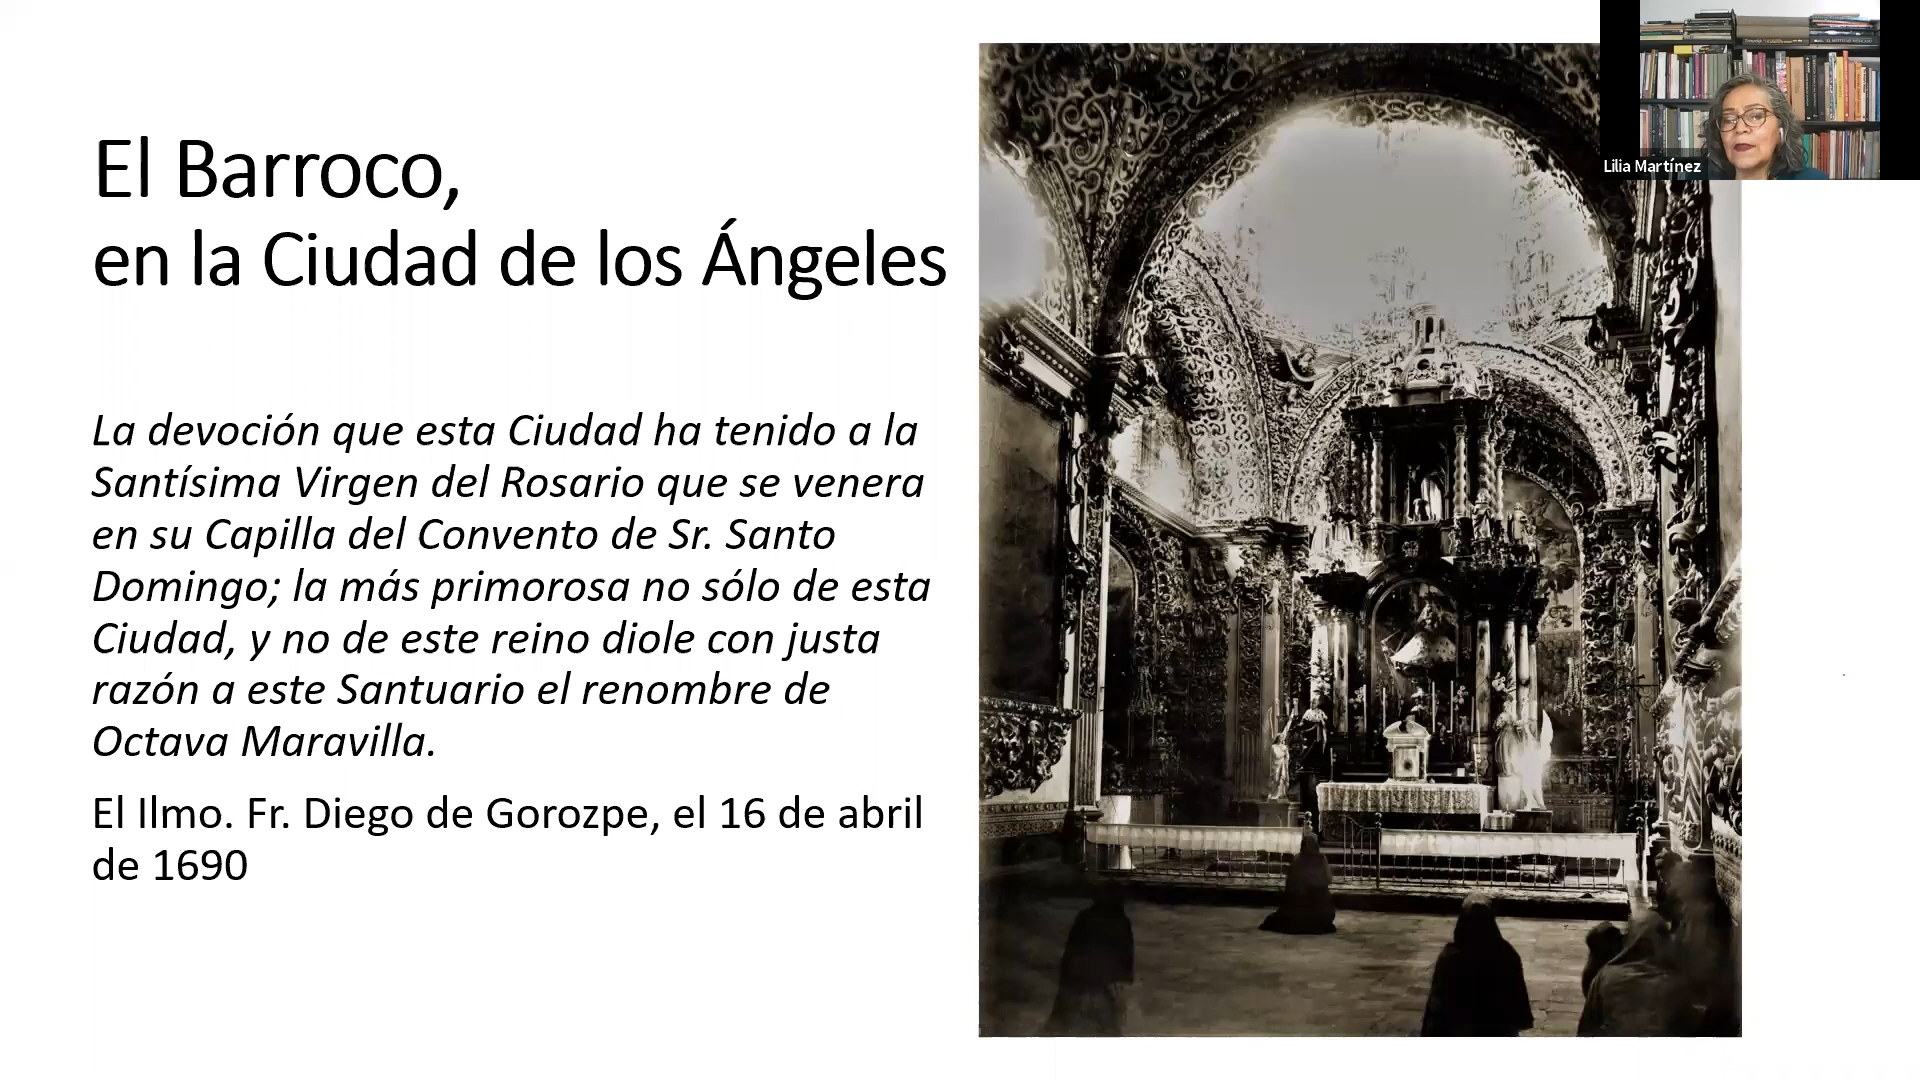 El Barroco,
en la Ciudad de los Ángeles
La devoción que esta Ciudad ha tenido a la
Santísima Virgen del Rosario que se venera
en su Capilla del Convento de Sr. Santo
Domingo; la más primorosa no sólo de esta
Ciudad, y no de este reino diole con justa
razón a este Santuario el renombre de
Octava Maravilla.
El Ilmo. Fr. Diego de Gorozpe, el 16 de abril
de 1690
Lilia Martínez